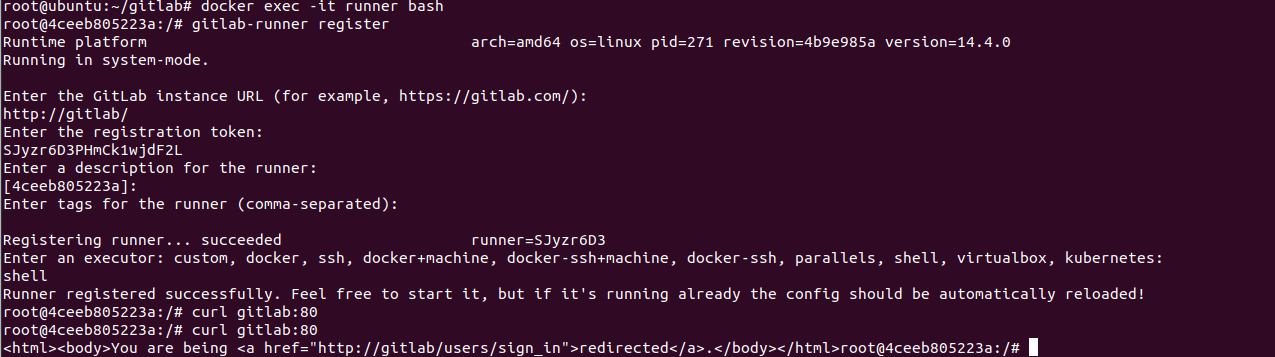 root@ubuntu:~/gitlab# docker exec -it runner bash
root@4ceeb805223a:/# gitlab-runner register
Runtime platform                                    arch=amd64 os=linux pid=271 revision=4b9e985a version=14.4.0
Running in system-mode.

Enter the GitLab instance URL (for example, https://gitlab.com/):
http://gitlab/
Enter the registration token:
SJyzr6D3PHmCk1wjdF2L
Enter a description for the runner:
[4ceeb805223a]:
Enter tags for the runner (comma-separated):

Registering runner... succeeded                     runner=SJyzr6D3
Enter an executor: custom, docker, ssh, docker+machine, docker-ssh+machine, docker-ssh, parallels, shell, virtualbox, kubernetes:
shell
Runner registered successfully. Feel free to start it, but if it's running already the config should be automatically reloaded!
root@4ceeb805223a:/# curl gitlab:80
root@4ceeb805223a:/# curl gitlab:80
<html><body>You are being <a href="http://gitlab/users/sign_in">redirected</a>.</body></html>root@4ceeb805223a:/#